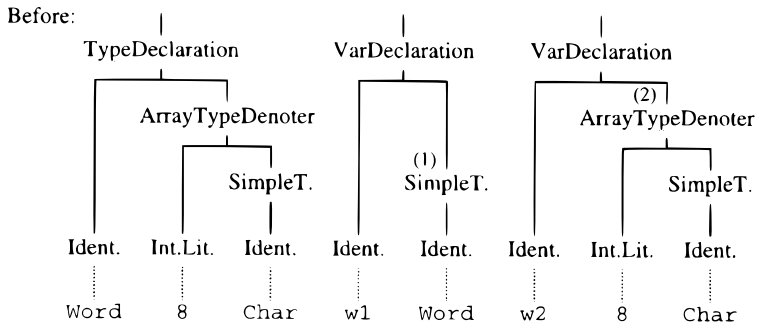 Before:
TypeDeclaration VarDeclaration VarDeclaration
(2)
ArrayTypeDenoter ArrayTypeDenoter
(1)
SimpleT. SimpleT. SimpleT.
Ident. Int.Lit. Ident. Ident. Ident. Ident. Int.Lit. Ident.
Word 8 Char w1 Word w2 8 Char